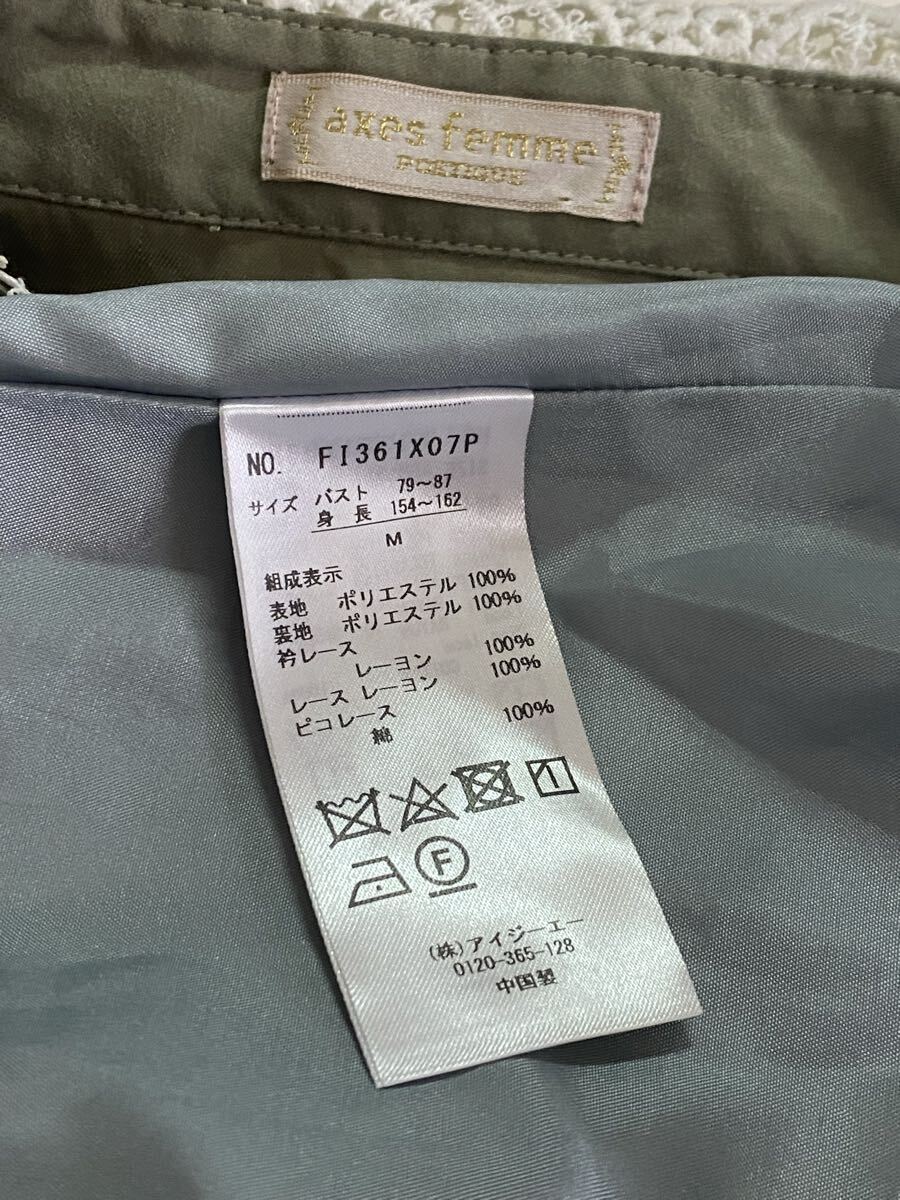 axes femme
POETIQUE
NO. FI361X07P
サイズ バスト 79～87
身長 154～162
M
組成表示
表地 ポリエステル 100%
裏地 ポリエステル 100%
衿レース
レーヨン 100%
レース レーヨン 100%
ピコレース
綿 100%
F
(株)アイジーエー
0120-365-128
中国製